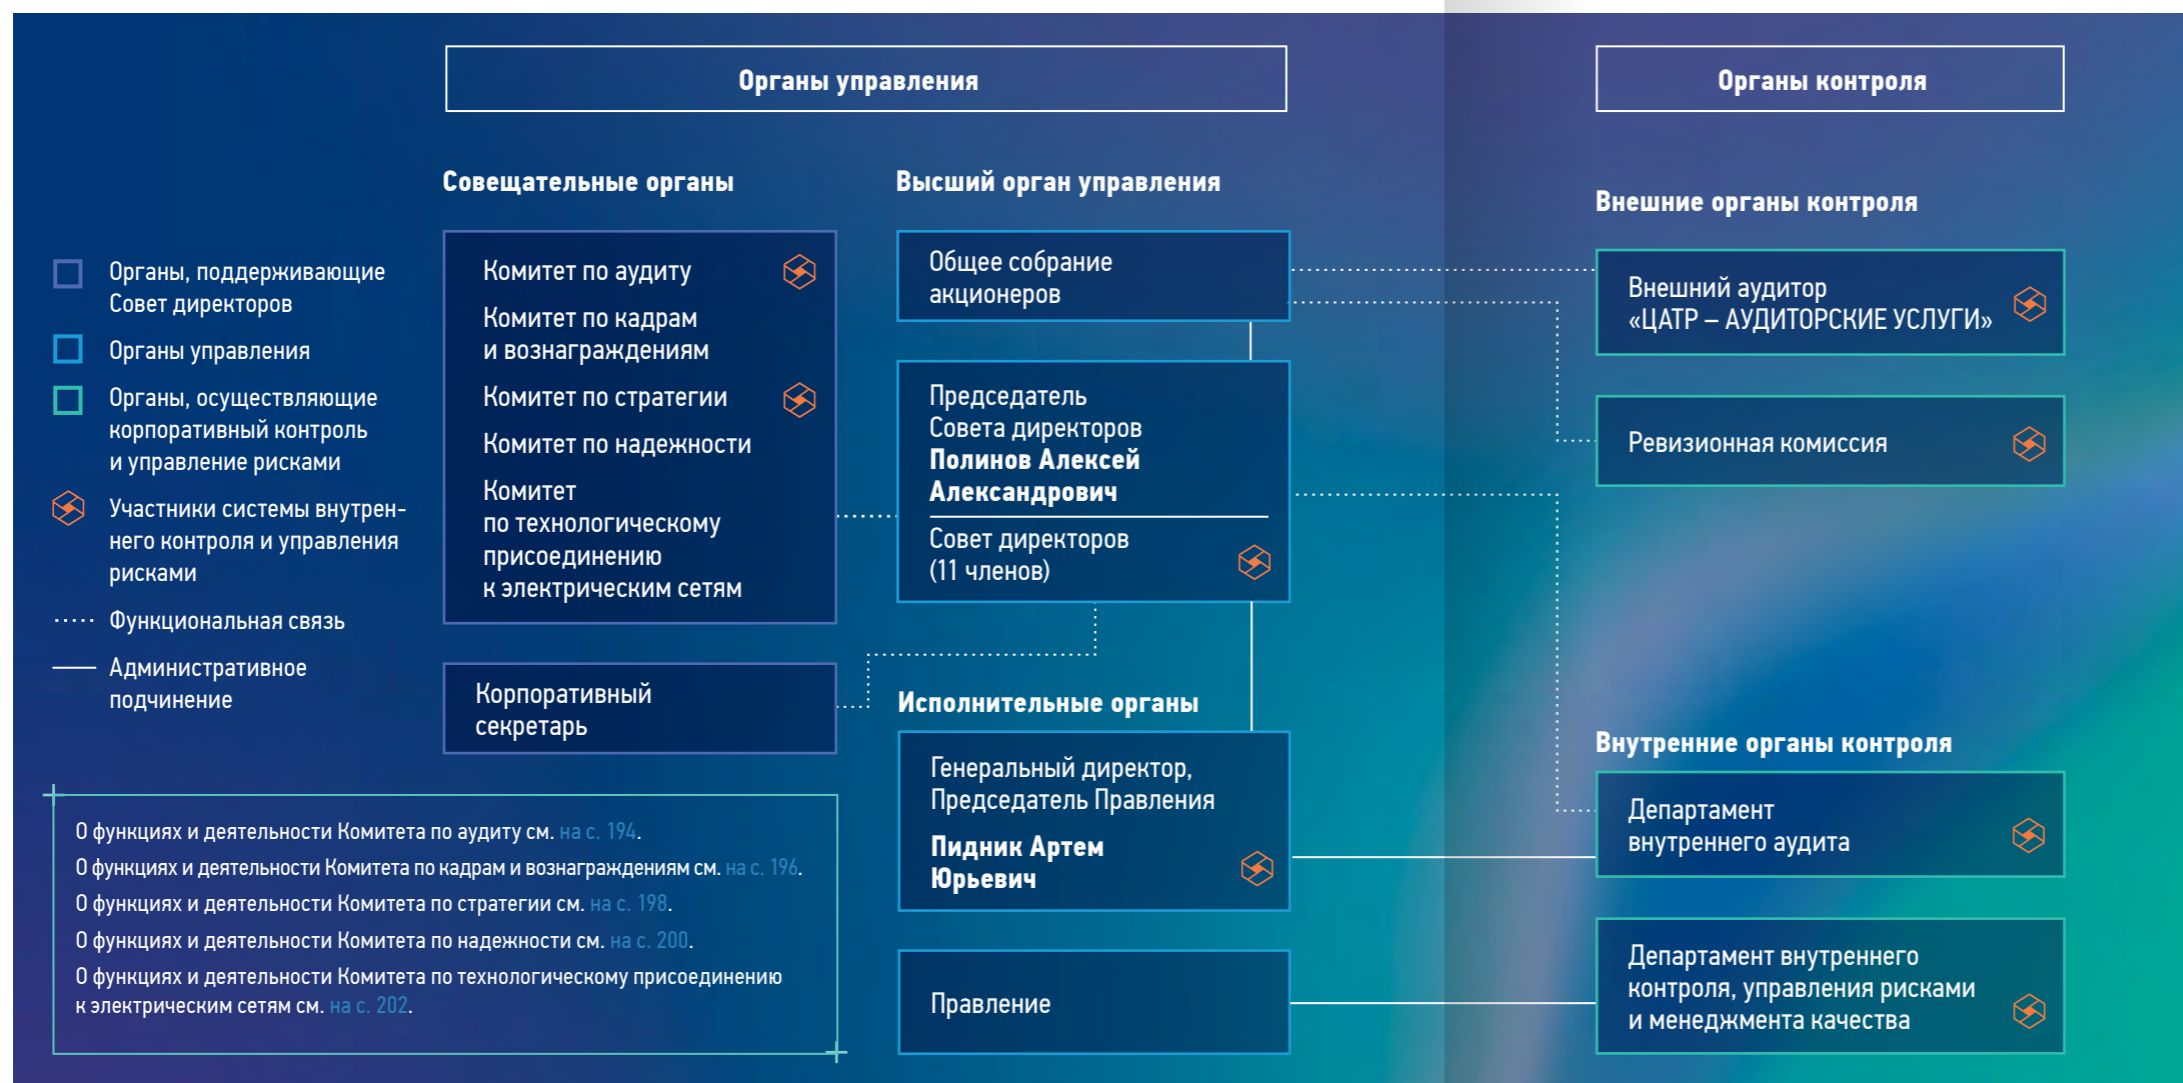 Органы управления
Органы контроля
Совещательные органы
Высший орган управления
Внешние органы контроля
Органы, поддерживающие
Совет директоров
Органы управления
Органы, осуществляющие
корпоративный контроль
и управление рисками
Участники системы внутрен-
него контроля и управления
рисками
Функциональная связь
Административное
подчинение
Комитет по аудиту
Комитет по кадрам
и вознаграждениям
Комитет по стратегии
Комитет по надежности
Комитет
по технологическому
присоединению
к электрическим сетям
Корпоративный
секретарь
Общее собрание
акционеров
Председатель
Совета директоров
Полинов Алексей
Александрович
Совет директоров
(11 членов)
Исполнительные органы
Генеральный директор,
Председатель Правления
Пидник Артем
Юрьевич
Правление
Внешний аудитор
«ЦАТР – АУДИТОРСКИЕ УСЛУГИ»
Ревизионная комиссия
Внутренние органы контроля
Департамент
внутреннего аудита
Департамент внутреннего
контроля, управления рисками
и менеджмента качества
О функциях и деятельности Комитета по аудиту см. на с. 194.
О функциях и деятельности Комитета по кадрам и вознаграждениям см. на с. 196.
О функциях и деятельности Комитета по стратегии см. на с. 198.
О функциях и деятельности Комитета по надежности см. на с. 200.
О функциях и деятельности Комитета по технологическому присоединению
к электрическим сетям см. на с. 202.